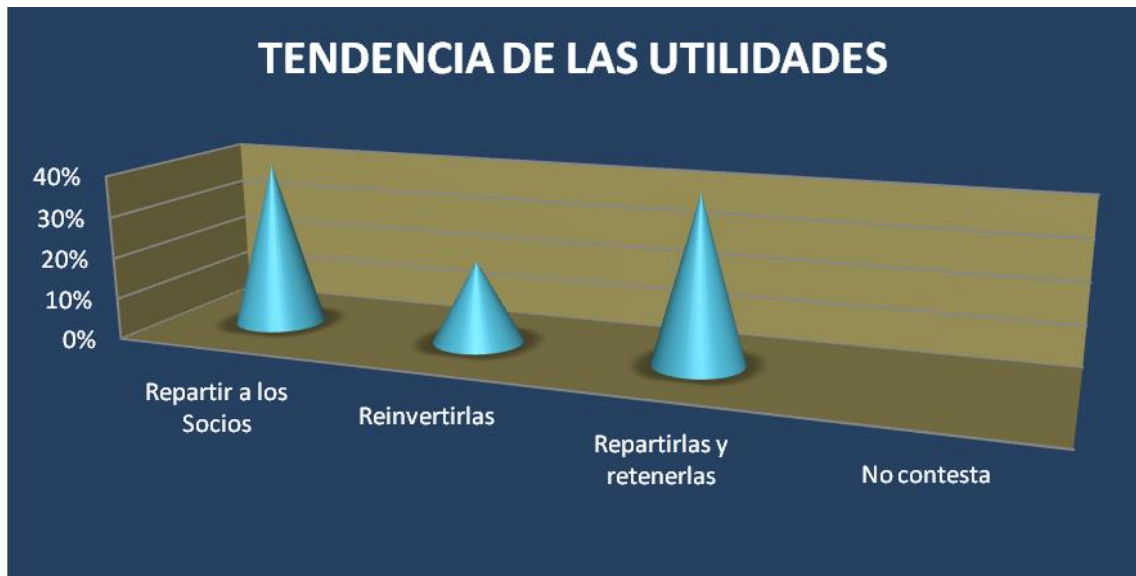 TENDENCIA DE LAS UTILIDADES
40%
30%
20%
10%
0%
Repartir a los
Socios
Reinvertirlas
Repartirlas y
retenerlas
No contesta